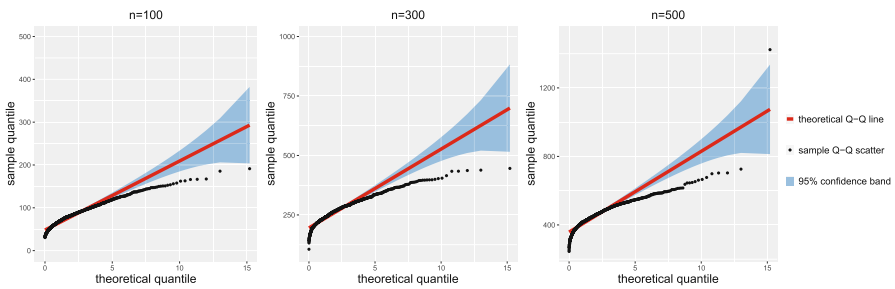 n=100
n=300
n=500
500
400
300
200
100
0
1000
750
500
250
1200
800
400
sample quantile
sample quantile
sample quantile
0
5
10
15
0
5
10
15
0
5
10
15
theoretical quantile
theoretical quantile
theoretical quantile
theoretical Q−Q line
sample Q−Q scatter
95% confidence band